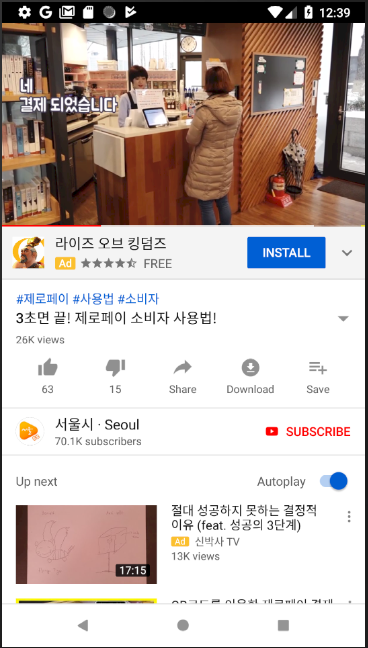 12:39
네
결제 되었습니다
라이즈 오브 킹덤즈
Ad FREE
INSTALL
#제로페이 #사용법 #소비자
3초면 끝! 제로페이 소비자 사용법!
26K views
63
15
Share
Download
Save
서울시 · Seoul
70.1K subscribers
SUBSCRIBE
Up next
Autoplay
17:15
절대 성공하지 못하는 결정적
이유 (feat. 성공의 3단계)
Ad 신박사 TV
13K views